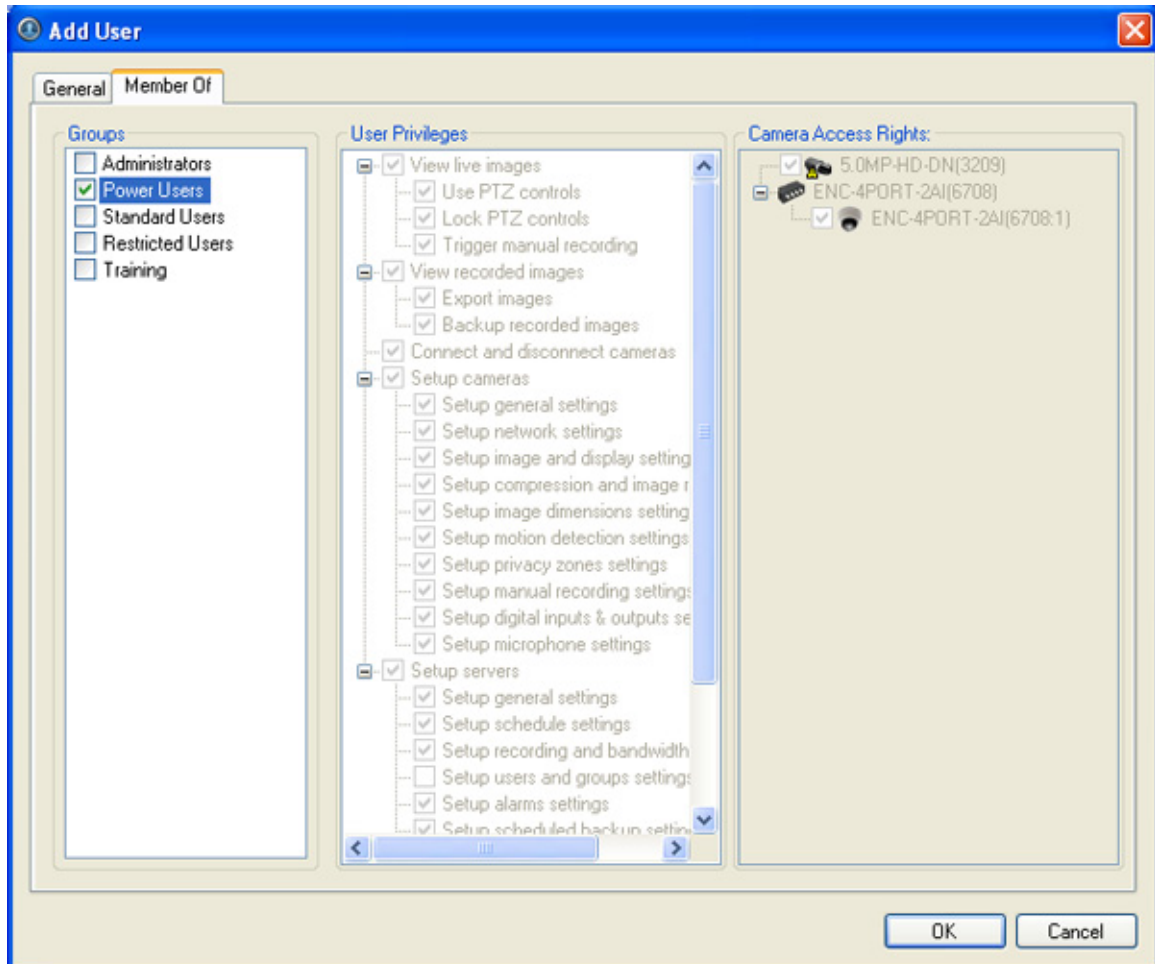 Add User
General
Member Of
Groups
Administrators
Power Users
Standard Users
Restricted Users
Training
User Privileges
View live images
Use PTZ controls
Lock PTZ controls
Trigger manual recording
View recorded images
Export images
Backup recorded images
Connect and disconnect cameras
Setup cameras
Setup general settings
Setup network settings
Setup image and display setting
Setup compression and image r
Setup image dimensions setting
Setup motion detection settings
Setup privacy zones settings
Setup manual recording settings
Setup digital inputs & outputs se
Setup microphone settings
Setup servers
Setup general settings
Setup schedule settings
Setup recording and bandwidth
Setup users and groups settings
Setup alarms settings
Setup scheduled backup settin
Camera Access Rights:
5.0MP-HD-DN(3209)
ENC-4PORT-2AI(6708)
ENC-4PORT-2AI(6708:1)
OK
Cancel